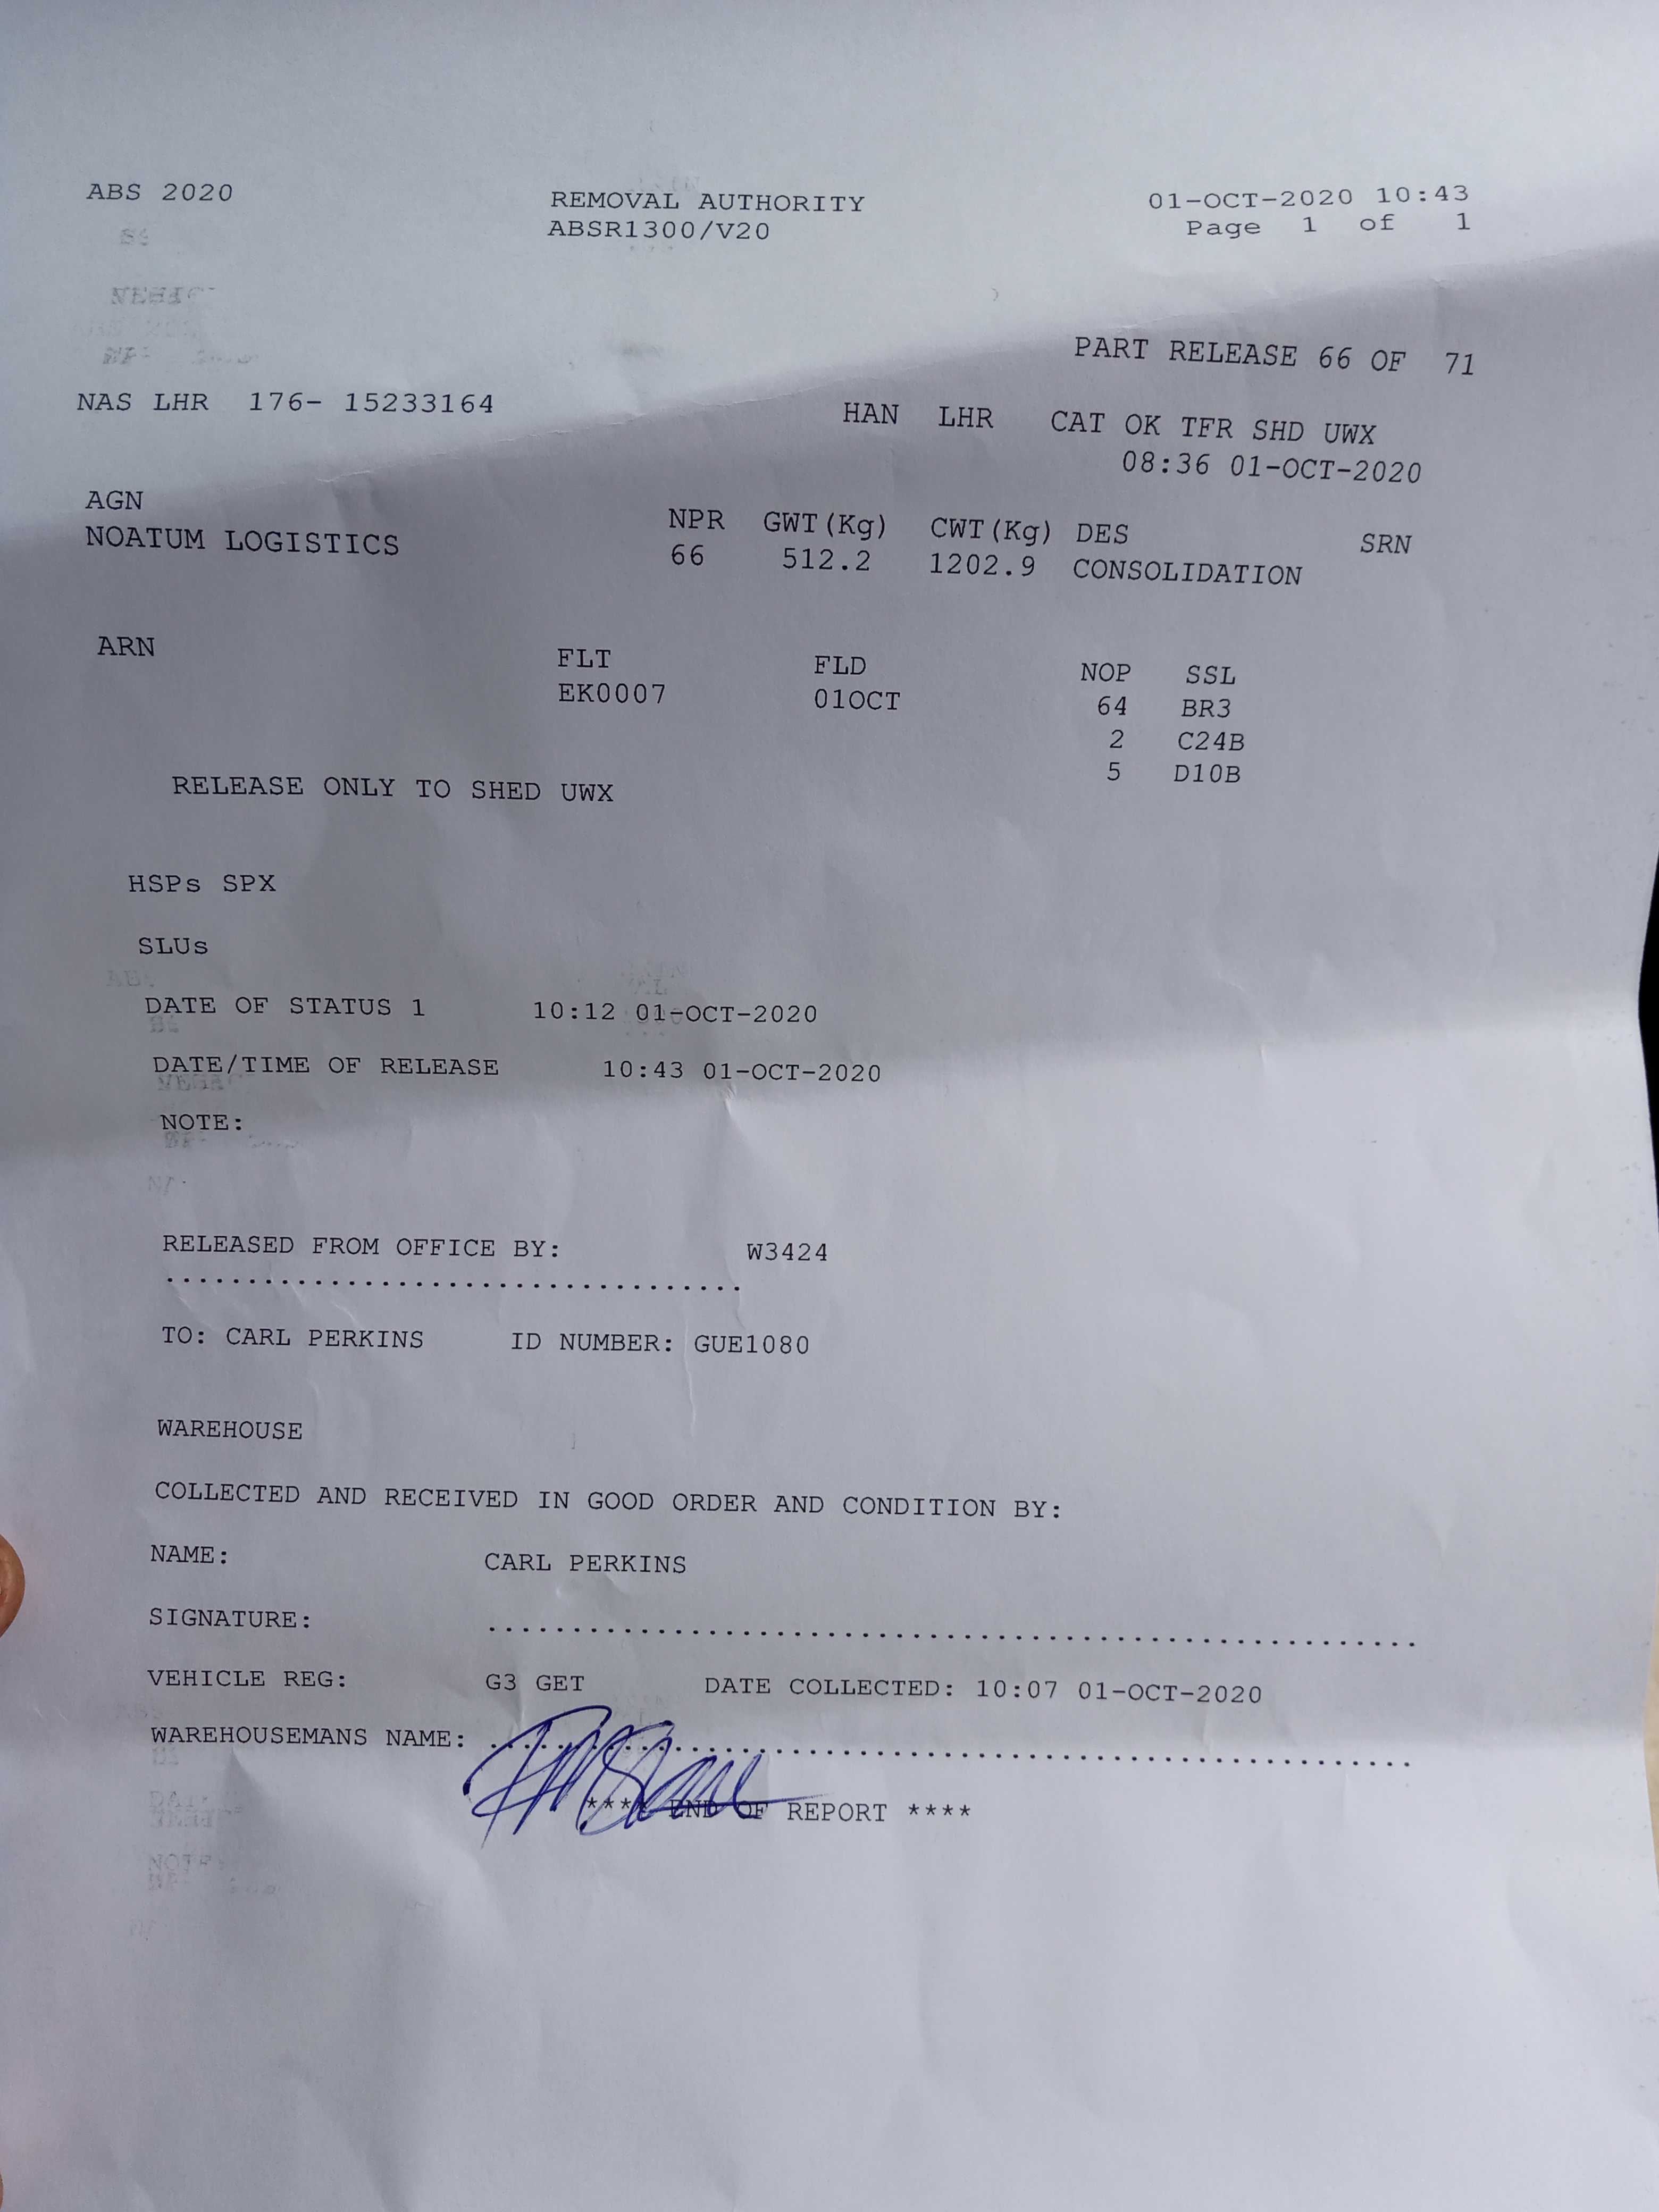 ABS 2020 REMOVAL AUTHORITY 01-OCT-2020 10:43
ABSR1300/V20 Page 1 of 1
PART RELEASE 66 OF 71
NAS LHR 176- 15233164 HAN LHR CAT OK TFR SHD UWX
08:36 01-OCT-2020
AGN NPR GWT(Kg) CWT(Kg) DES SRN
NOATUM LOGISTICS 66 512.2 1202.9 CONSOLIDATION
ARN FLT FLD NOP SSL
EK0007 01OCT 64 BR3
2 C24B
5 D10B
RELEASE ONLY TO SHED UWX
HSPs SPX
SLUs
DATE OF STATUS 1 10:12 01-OCT-2020
DATE/TIME OF RELEASE 10:43 01-OCT-2020
NOTE:
RELEASED FROM OFFICE BY: W3424
....................................
TO: CARL PERKINS ID NUMBER: GUE1080
WAREHOUSE
COLLECTED AND RECEIVED IN GOOD ORDER AND CONDITION BY:
NAME: CARL PERKINS
SIGNATURE: .......................................................
VEHICLE REG: G3 GET DATE COLLECTED: 10:07 01-OCT-2020
WAREHOUSEMANS NAME: .......................................................
**** END OF REPORT ****